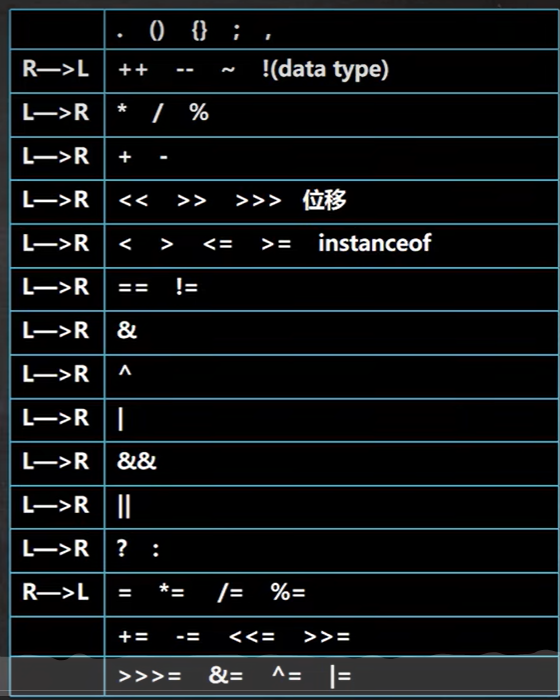 . () {} ; ,
R—>L ++ -- ~ !(data type)
L—>R * / %
L—>R + -
L—>R << >> >>> 位移
L—>R < > <= >= instanceof
L—>R == !=
L—>R &
L—>R ^
L—>R |
L—>R &&
L—>R ||
L—>R ? :
R—>L = *= /= %=
+= -= <<= >>=
>>>= &= ^= |=